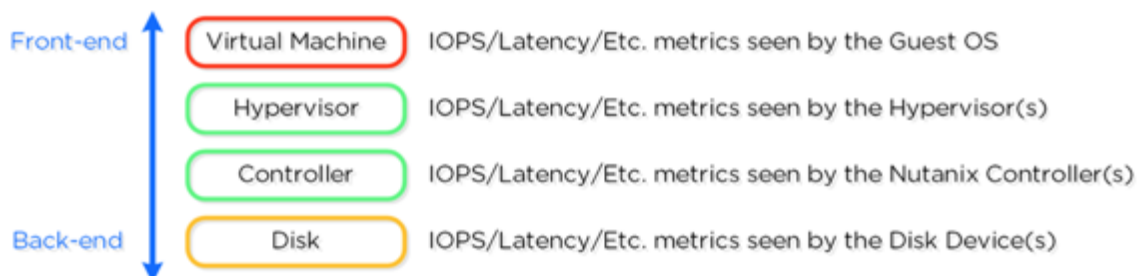 Front-end Virtual Machine IOPS/Latency/Etc. metrics seen by the Guest OS
Hypervisor IOPS/Latency/Etc. metrics seen by the Hypervisor(s)
Controller IOPS/Latency/Etc. metrics seen by the Nutanix Controller(s)
Back-end Disk IOPS/Latency/Etc. metrics seen by the Disk Device(s)